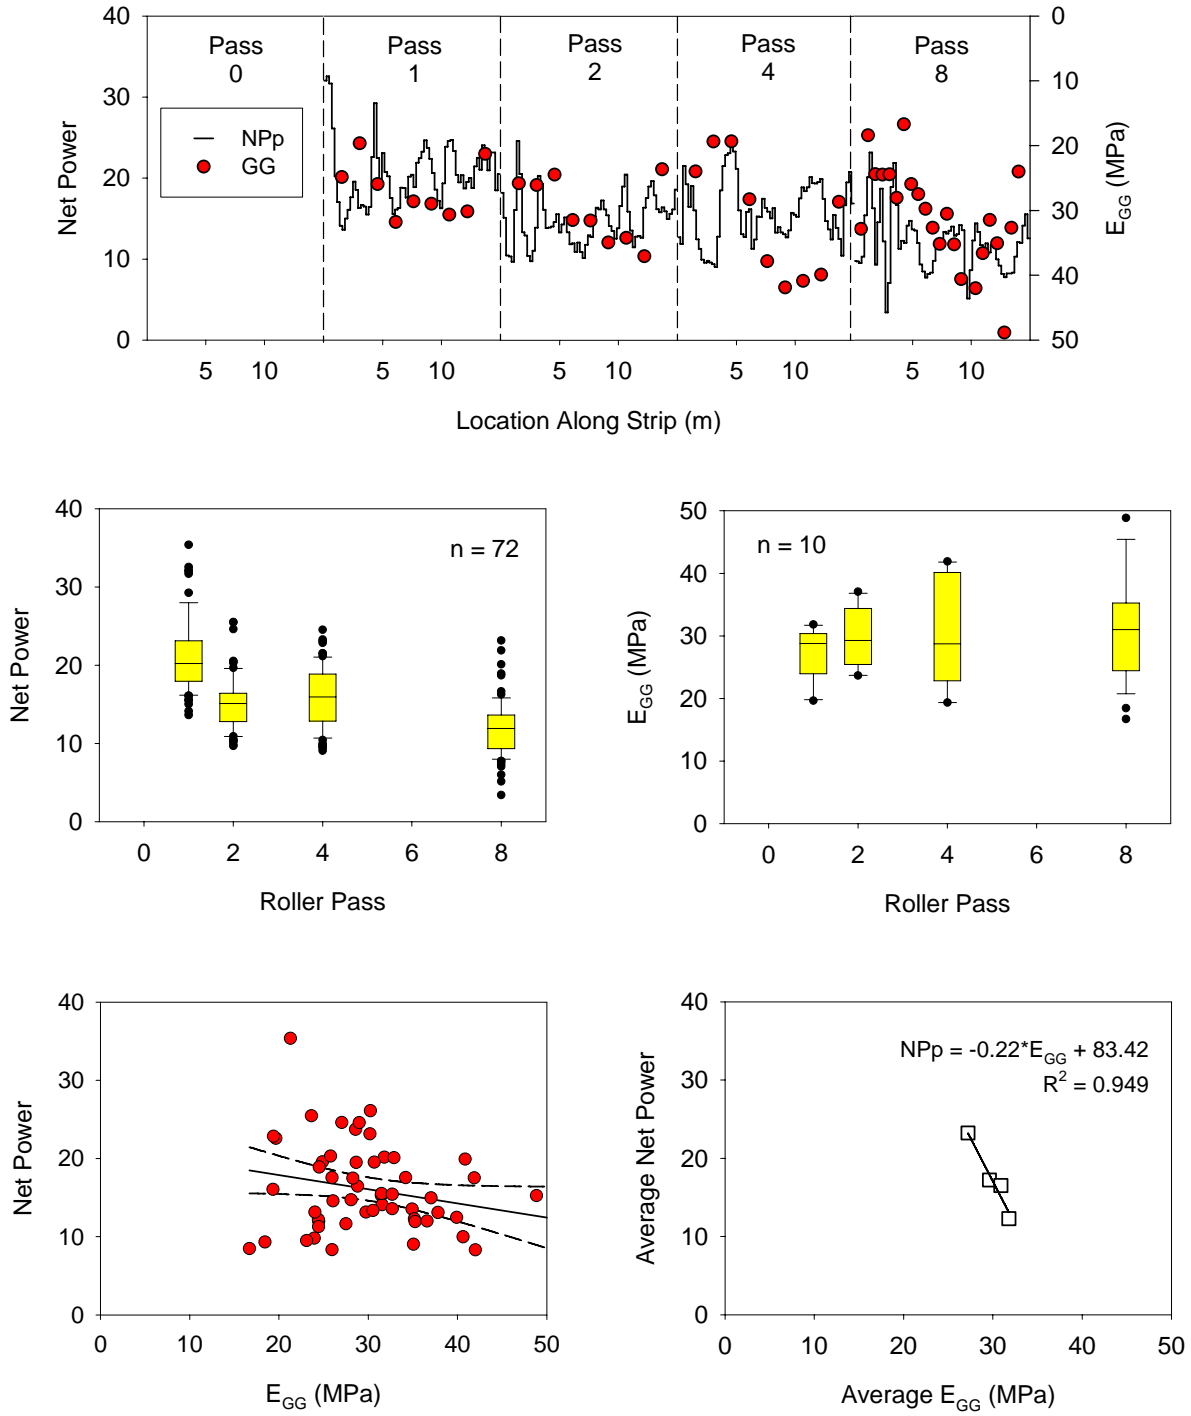 40
30
20
10
0
Net Power
Pass
0
Pass
1
Pass
2
Pass
4
Pass
8
NPp
GG
0
10
20
30
40
50
E_GG (MPa)
5 10 5 10 5 10 5 10 5 10
Location Along Strip (m)
40
30
20
10
0
Net Power
n = 72
0 2 4 6 8
Roller Pass
50
40
30
20
10
0
E_GG (MPa)
n = 10
0 2 4 6 8
Roller Pass
40
30
20
10
0
Net Power
0 10 20 30 40 50
E_GG (MPa)
40
30
20
10
0
Average Net Power
NPp = -0.22*E_GG + 83.42
R² = 0.949
0 10 20 30 40 50
Average E_GG (MPa)